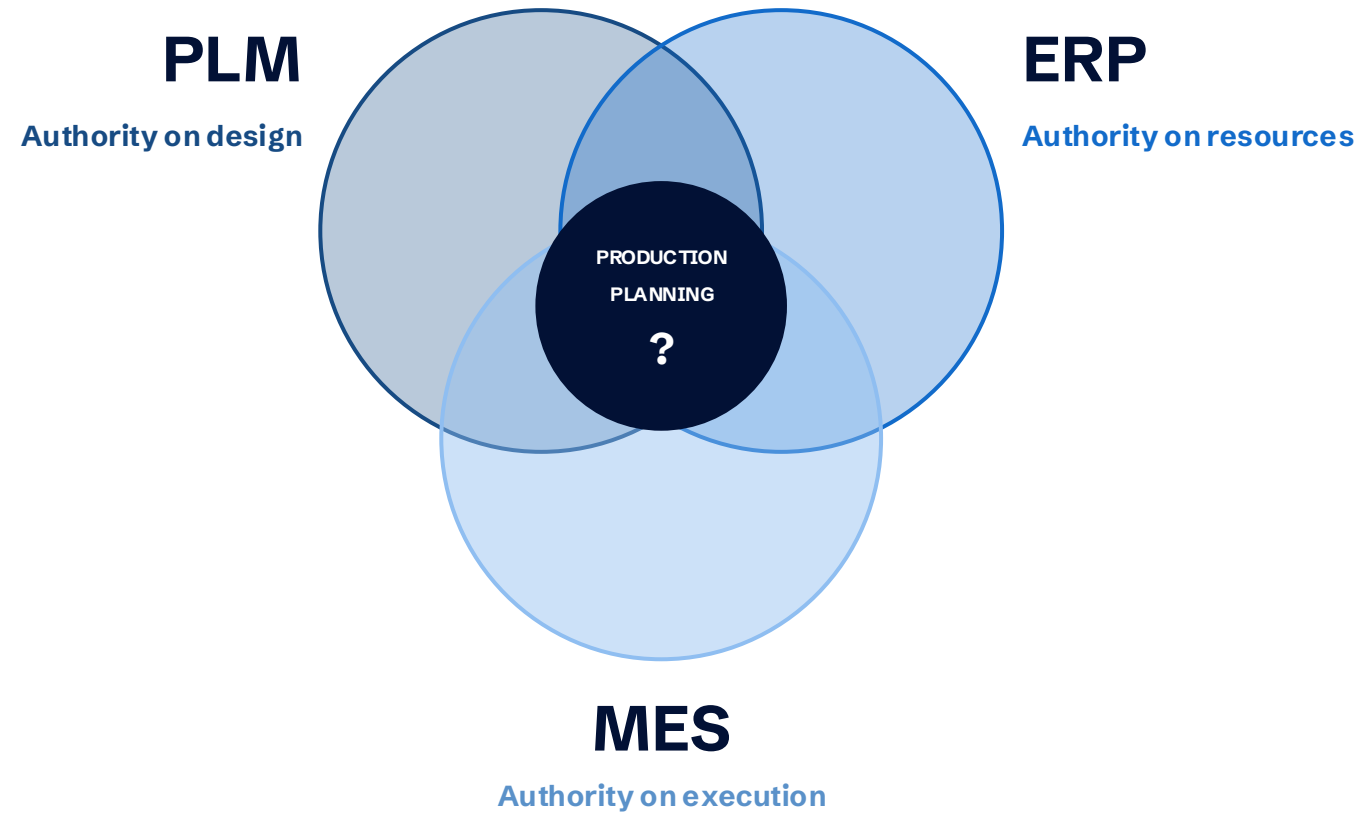 PLM
Authority on design
ERP
Authority on resources
PRODUCTION
PLANNING
?
MES
Authority on execution